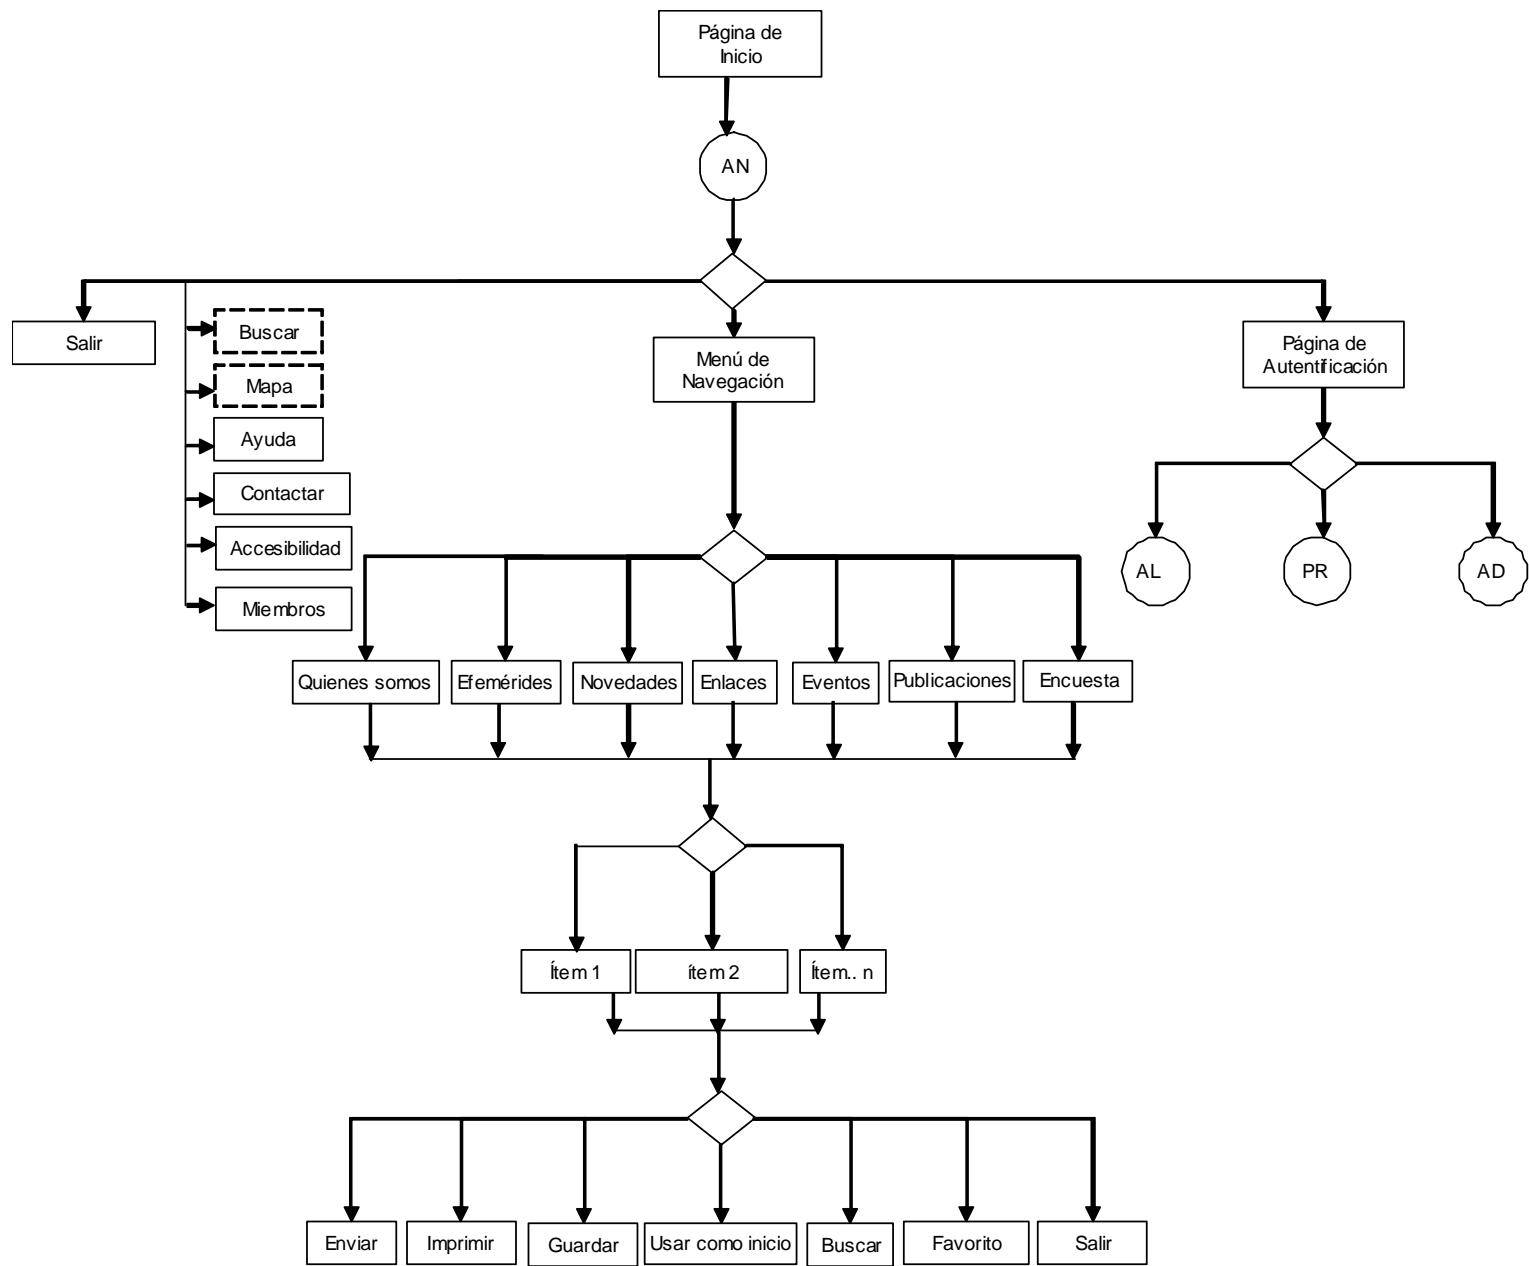 Página de
Inicio
AN
Salir
Buscar
Mapa
Ayuda
Contactar
Accesibilidad
Miembros
Menú de
Navegación
Página de
Autentificación
AL
PR
AD
Quienes somos
Efemérides
Novedades
Enlaces
Eventos
Publicaciones
Encuesta
Ítem 1
ítem 2
Ítem.. n
Enviar
Imprimir
Guardar
Usar como inicio
Buscar
Favorito
Salir